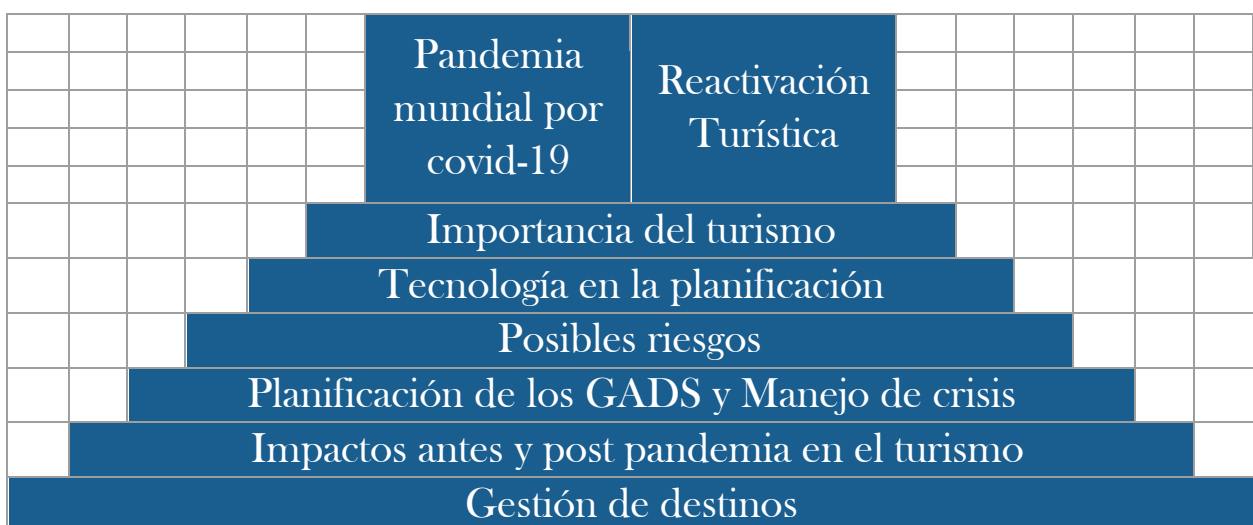 Pandemia
mundial por
covid-19
Reactivación
Turística
Importancia del turismo
Tecnología en la planificación
Posibles riesgos
Planificación de los GADS y Manejo de crisis
Impactos antes y post pandemia en el turismo
Gestión de destinos